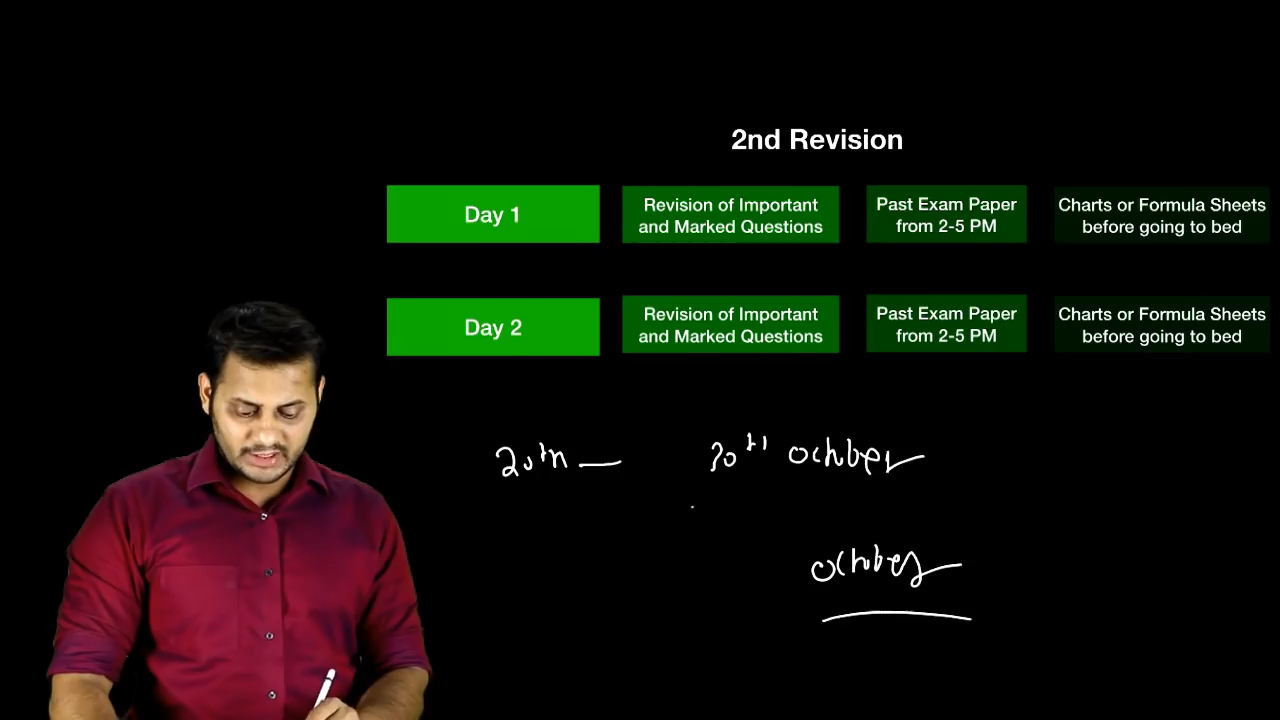 2nd Revision
Day 1
Revision of Important
and Marked Questions
Past Exam Paper
from 2-5 PM
Charts or Formula Sheets
before going to bed
Day 2
Revision of Important
and Marked Questions
Past Exam Paper
from 2-5 PM
Charts or Formula Sheets
before going to bed
20th — 30th october
october